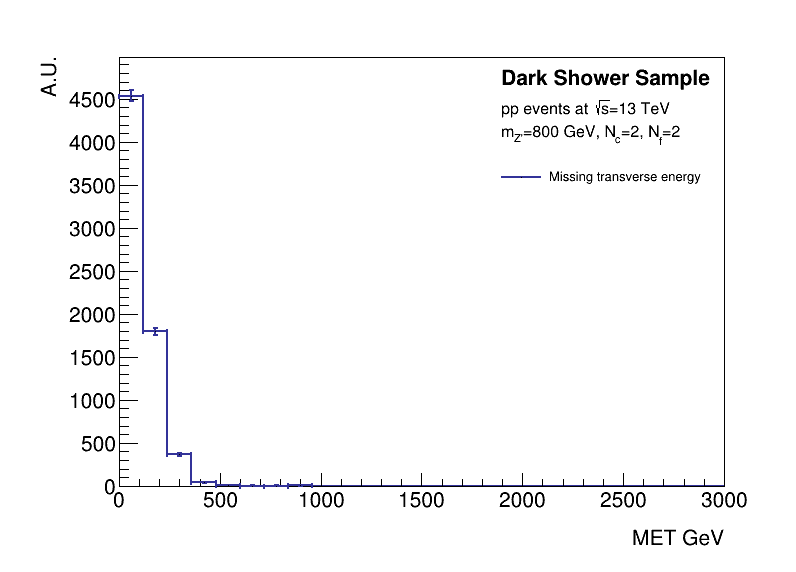 A.U.
Dark Shower Sample
pp events at √s=13 TeV
mZ'=800 GeV, Nc=2, Nf=2
Missing transverse energy
4500
4000
3500
3000
2500
2000
1500
1000
500
0
0 500 1000 1500 2000 2500 3000
MET GeV